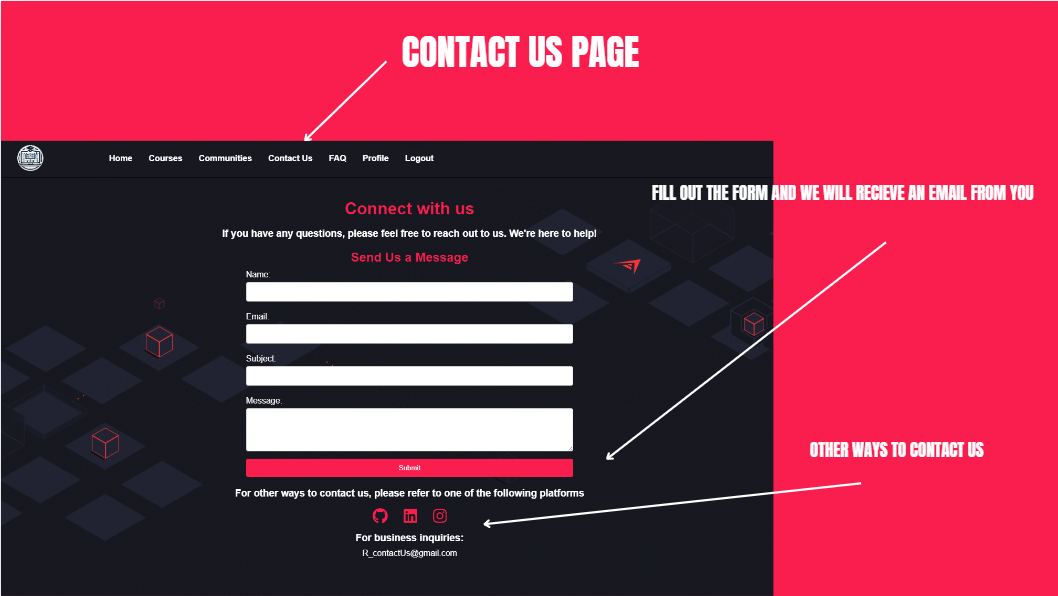 CONTACT US PAGE
Home Courses Communities Contact Us FAQ Profile Logout
FILL OUT THE FORM AND WE WILL RECIEVE AN EMAIL FROM YOU
Connect with us
If you have any questions, please feel free to reach out to us. We're here to help!
Send Us a Message
Name:
Email:
Subject:
Message:
OTHER WAYS TO CONTACT US
Submit
For other ways to contact us, please refer to one of the following platforms
in
For business inquiries:
R_contactUs@gmail.com